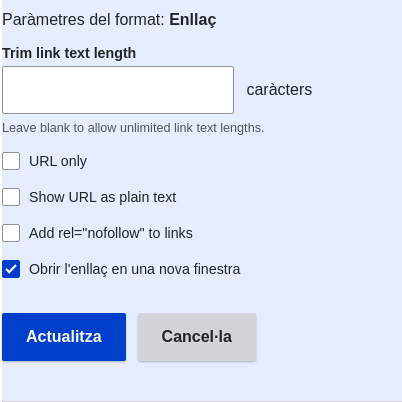 Paràmetres del format: Enllaç
Trim link text length
caràcters
Leave blank to allow unlimited link text lengths.
URL only
Show URL as plain text
Add rel="nofollow" to links
Obrir l'enllaç en una nova finestra
Actualitza Cancel·la